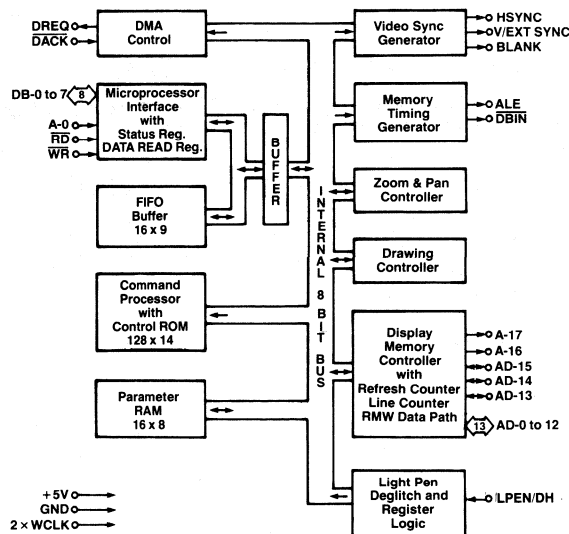 DREQ
DACK
DMA
Control
DB-0 to 7
8
A-0
RD
WR
Microprocessor
Interface
with
Status Reg.
DATA READ Reg.
FIFO
Buffer
16 x 9
BUFFER
Command
Processor
with
Control ROM
128 x 14
Parameter
RAM
16 x 8
+5V
GND
2 × WCLK
INTERNAL 8 BIT BUS
Video Sync
Generator
HSYNC
V/EXT SYNC
BLANK
Memory
Timing
Generator
ALE
DBIN
Zoom & Pan
Controller
Drawing
Controller
Display
Memory
Controller
with
Refresh Counter
Line Counter
RMW Data Path
A-17
A-16
AD-15
AD-14
AD-13
13
AD-0 to 12
Light Pen
Deglitch and
Register
Logic
LPEN/DH